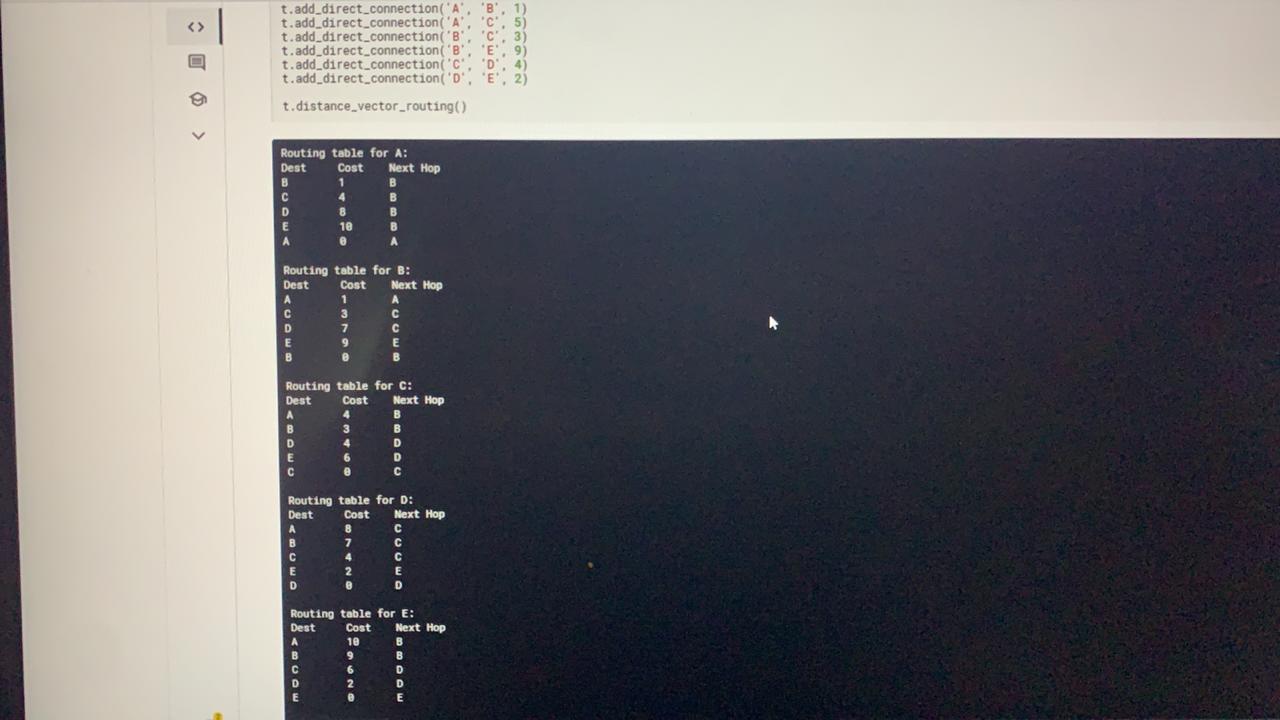 t.add_direct_connection('A', 'B', 1)
t.add_direct_connection('A', 'C', 5)
t.add_direct_connection('B', 'C', 3)
t.add_direct_connection('B', 'E', 9)
t.add_direct_connection('C', 'D', 4)
t.add_direct_connection('D', 'E', 2)
t.distance_vector_routing()
Routing table for A:
Dest Cost Next Hop
B 1 B
C 4 B
D 8 B
E 10 B
A 0 A
Routing table for B:
Dest Cost Next Hop
A 1 A
C 3 C
D 7 C
E 9 E
B 0 B
Routing table for C:
Dest Cost Next Hop
A 4 B
B 3 B
D 4 D
E 6 D
C 0 C
Routing table for D:
Dest Cost Next Hop
A 8 C
B 7 C
C 4 C
E 2 E
D 0 D
Routing table for E:
Dest Cost Next Hop
A 10 B
B 9 B
C 6 D
D 2 D
E 0 E